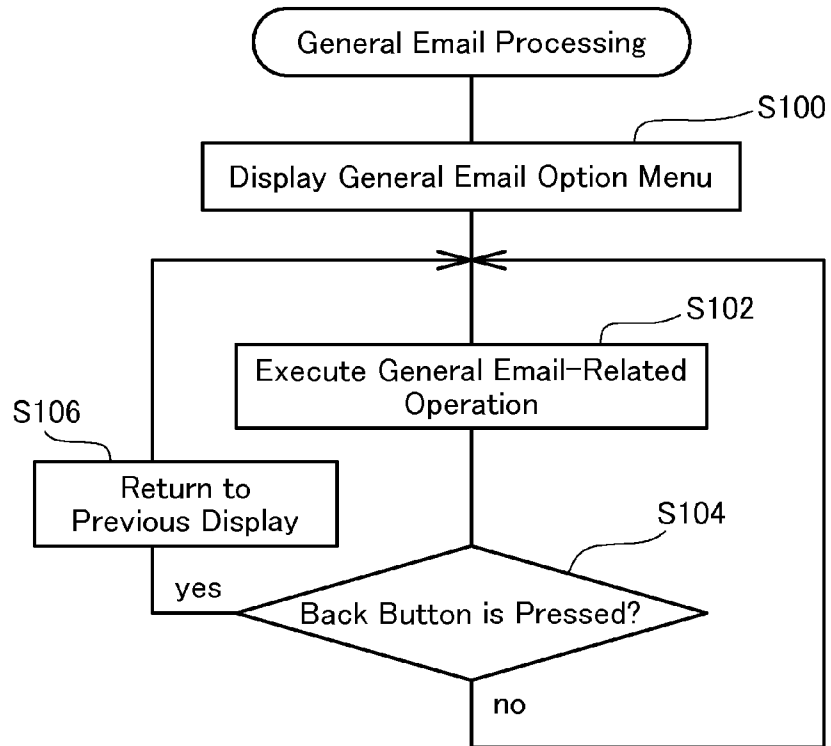 General Email Processing
S100
Display General Email Option Menu
S102
Execute General Email-Related
Operation
S106
Return to
Previous Display
S104
yes
Back Button is Pressed?
no